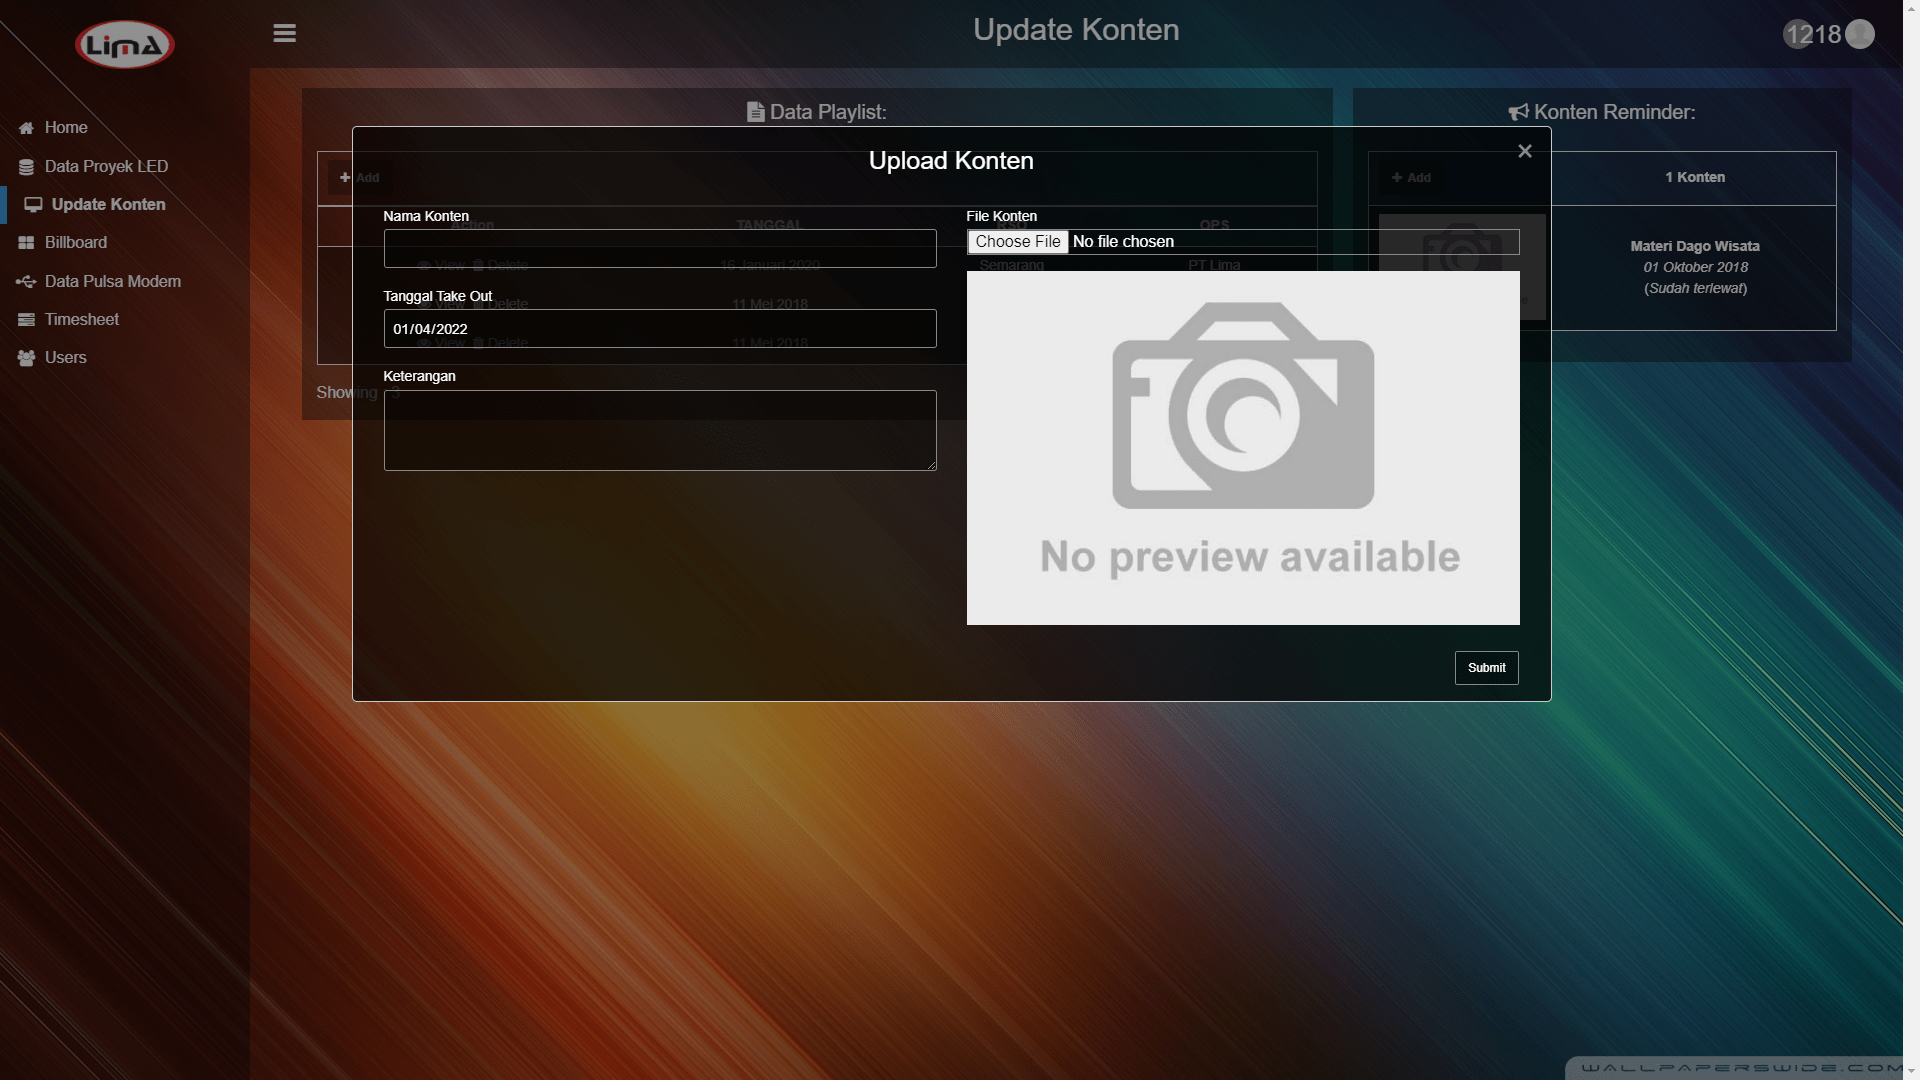 LimA
Update Konten
1218
Home
Data Proyek LED
Update Konten
Billboard
Data Pulsa Modem
Timesheet
Users
Data Playlist:
Add
Action
TANGGAL
RSO
OPS
View Delete
16 Januari 2020
Semarang
PT Lima
View Delete
11 Mei 2018
View Delete
11 Mei 2018
Showing 3
Konten Reminder:
Add
1 Konten
Materi Dago Wisata
01 Oktober 2018
(Sudah terlewat)
Upload Konten
×
Nama Konten
Tanggal Take Out
01/04/2022
Keterangan
File Konten
Choose File No file chosen
No preview available
Submit
WALLPAPERSWIDE.COM